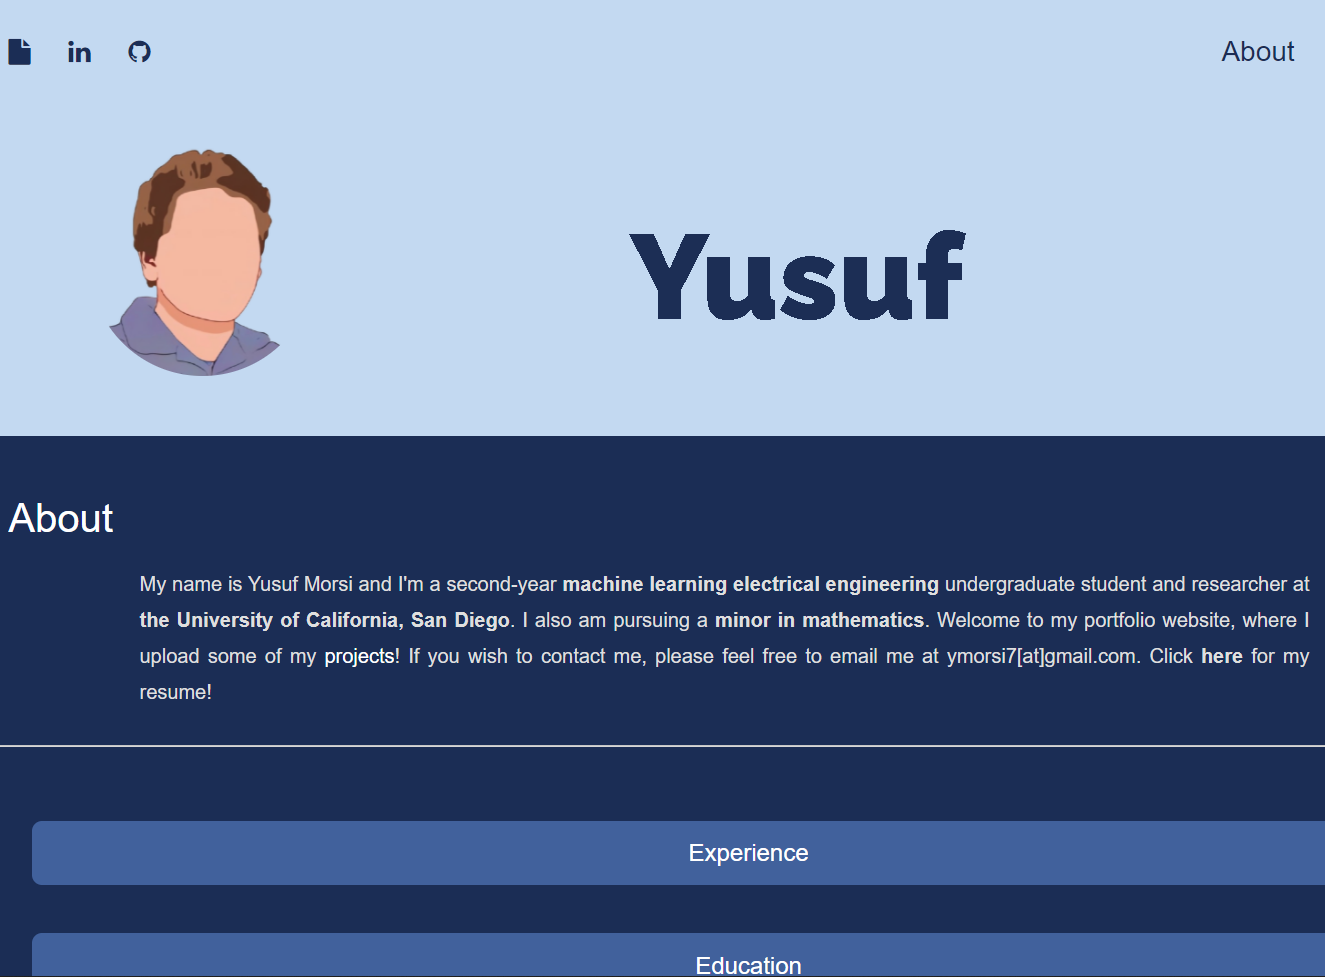 About
Yusuf
About
My name is Yusuf Morsi and I'm a second-year machine learning electrical engineering undergraduate student and researcher at
the University of California, San Diego. I also am pursuing a minor in mathematics. Welcome to my portfolio website, where I
upload some of my projects! If you wish to contact me, please feel free to email me at ymorsi7[at]gmail.com. Click here for my
resume!
Experience
Education